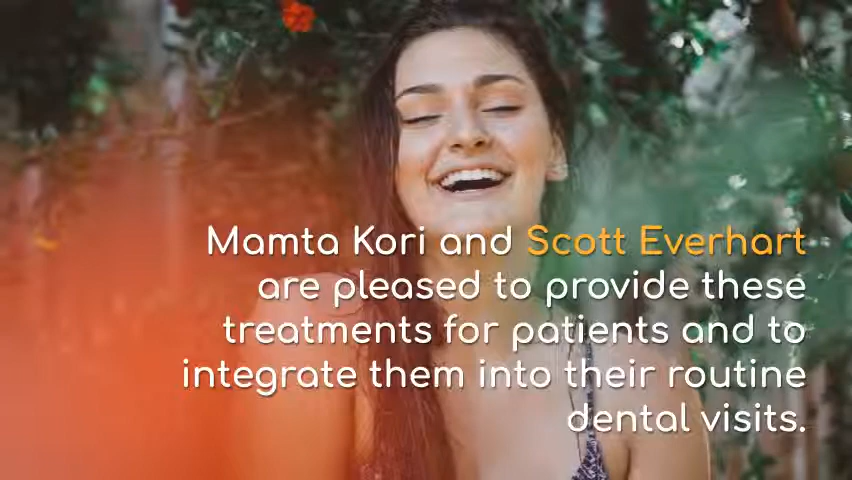 Mamta Kori and Scott Everhart
are pleased to provide these
treatments for patients and to
integrate them into their routine
dental visits.